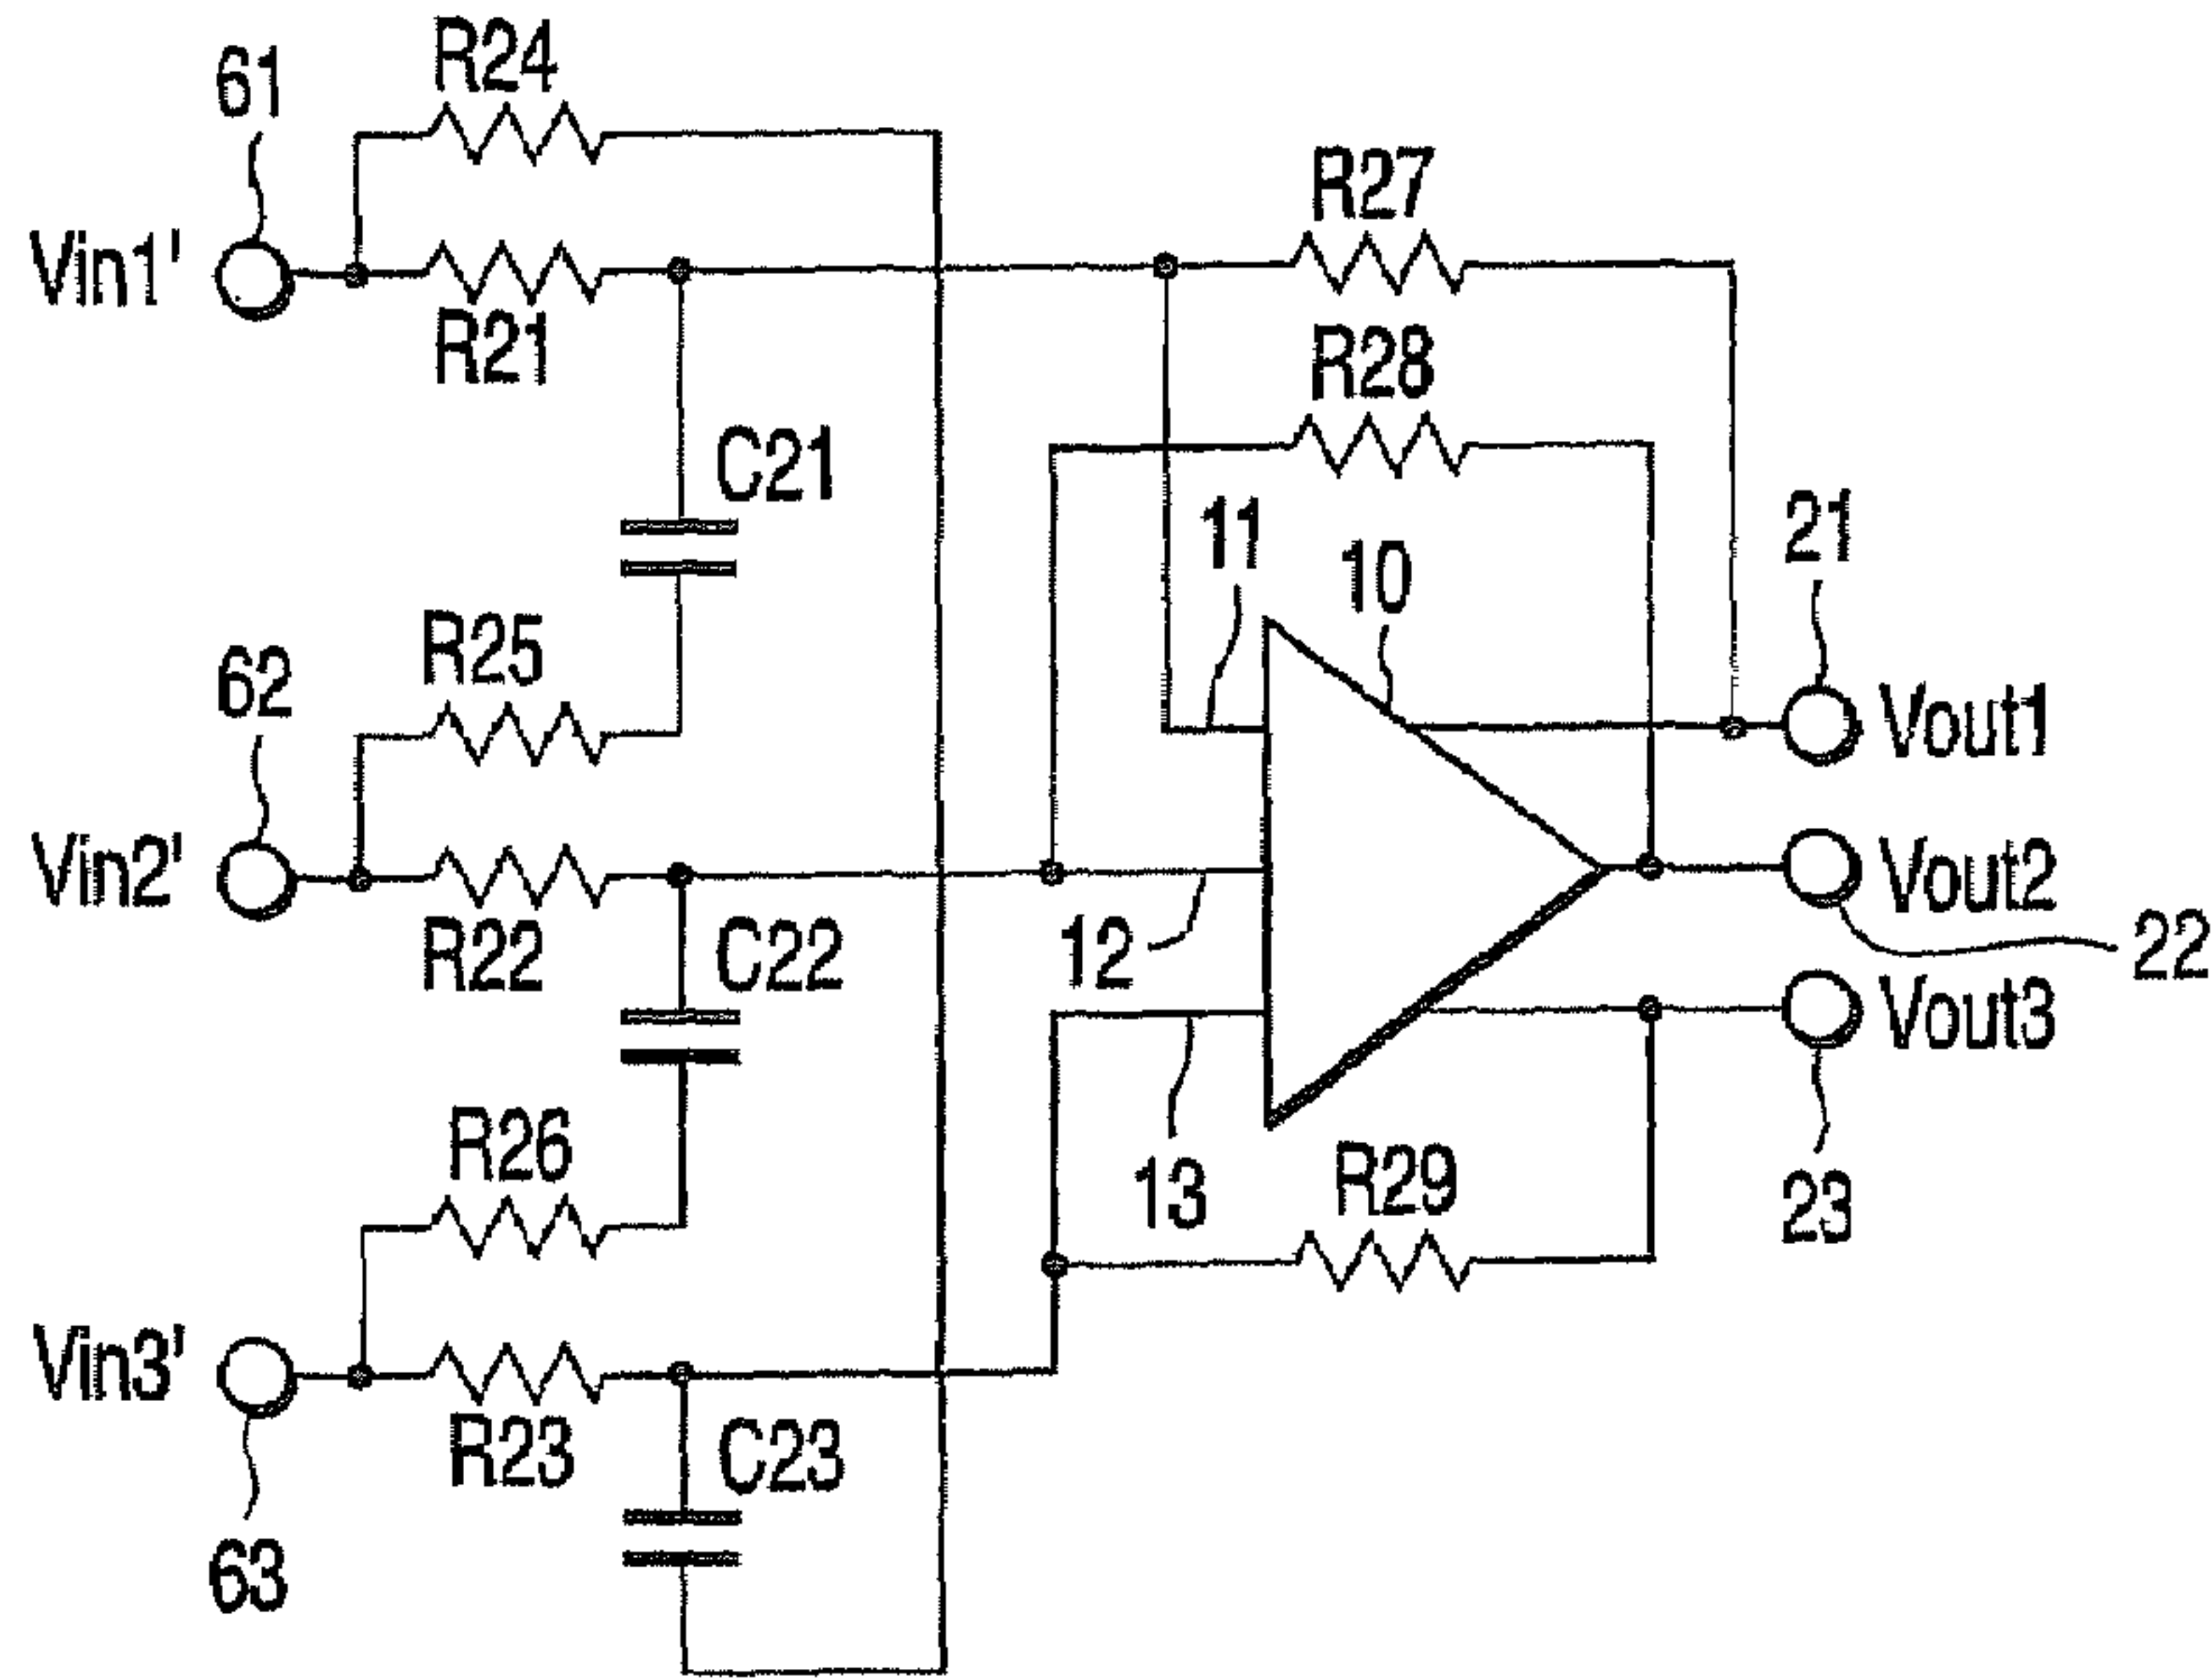 R24
61
R27
Vin1'
R21
R28
C21
11
10
21
R25
62
Vout1
Vin2'
Vout2
R22
C22
12
22
Vout3
R26
13
R29
23
Vin3'
R23
C23
63